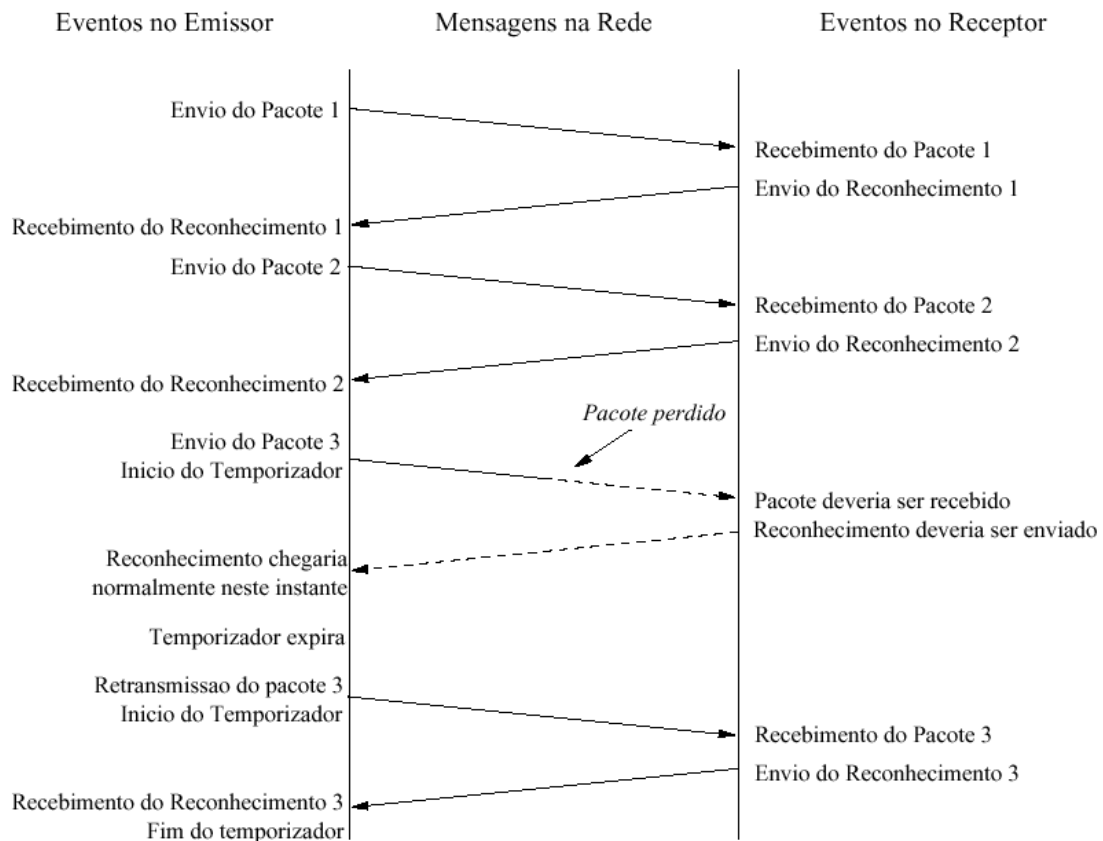 Eventos no Emissor
Mensagens na Rede
Eventos no Receptor
Envio do Pacote 1
Recebimento do Pacote 1
Envio do Reconhecimento 1
Recebimento do Reconhecimento 1
Envio do Pacote 2
Recebimento do Pacote 2
Envio do Reconhecimento 2
Recebimento do Reconhecimento 2
Pacote perdido
Envio do Pacote 3
Inicio do Temporizador
Pacote deveria ser recebido
Reconhecimento deveria ser enviado
Reconhecimento chegaria
normalmente neste instante
Temporizador expira
Retransmissao do pacote 3
Inicio do Temporizador
Recebimento do Pacote 3
Envio do Reconhecimento 3
Recebimento do Reconhecimento 3
Fim do temporizador